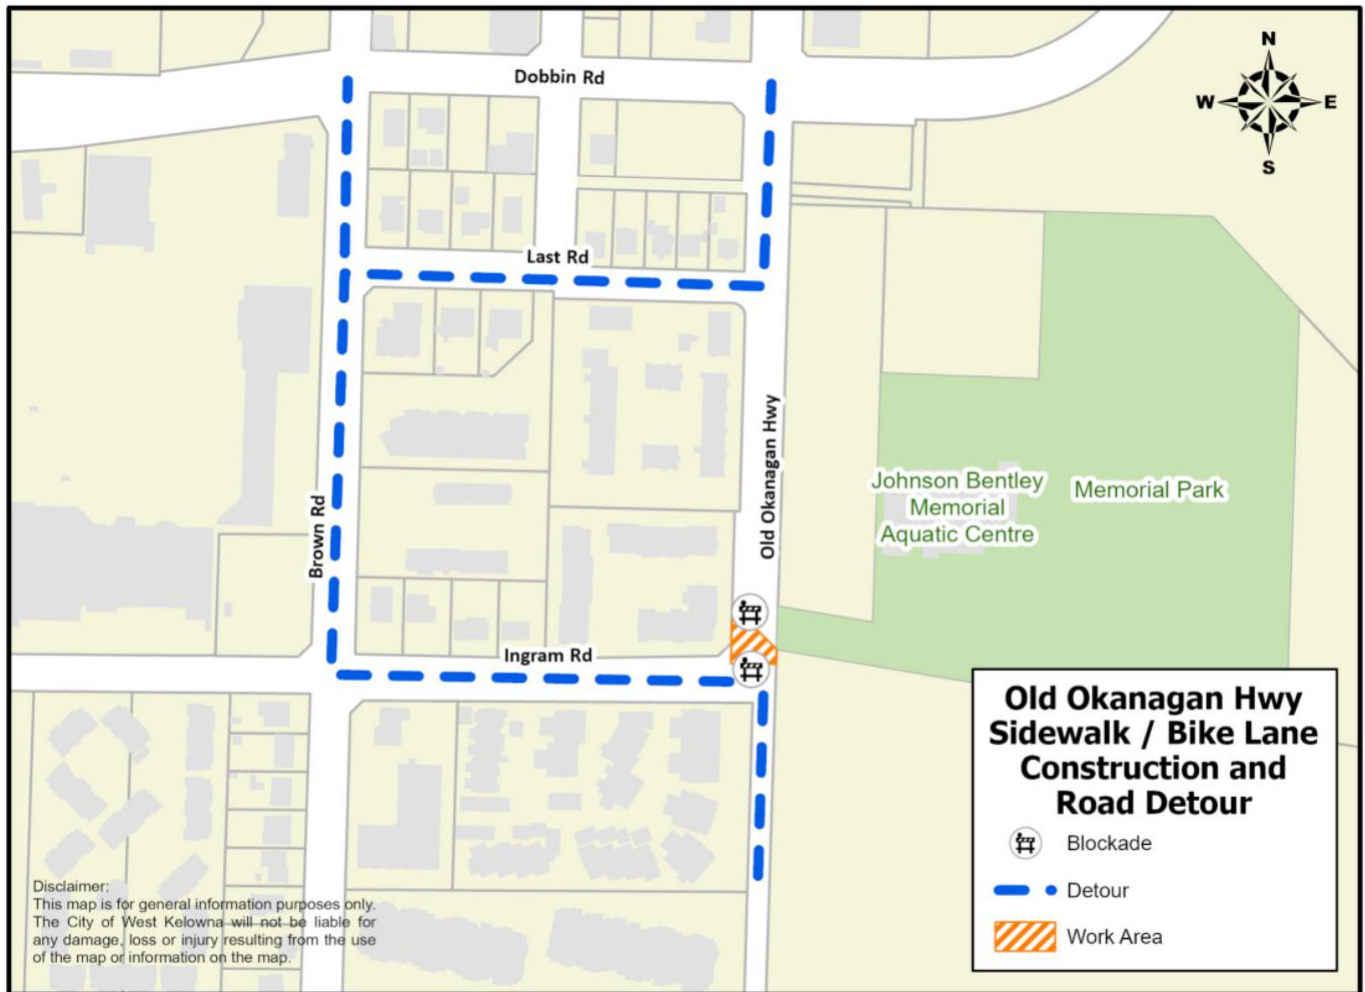 N
Dobbin Rd
W
E
S
Last Rd
Old Okanagan Hwy
Johnson Bentley
Memorial
Aquatic Centre
Memorial Park
Brown Rd
Ingram Rd
Old Okanagan Hwy
Sidewalk / Bike Lane
Construction and
Road Detour
Blockade
Detour
Work Area
Disclaimer:
This map is for general information purposes only.
The City of West Kelowna will not be liable for
any damage, loss or injury resulting from the use
of the map or information on the map.